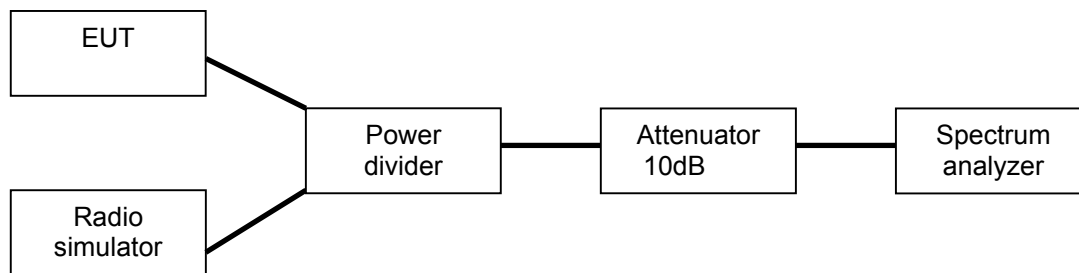 EUT
Power
divider
Attenuator
10dB
Spectrum
analyzer
Radio
simulator